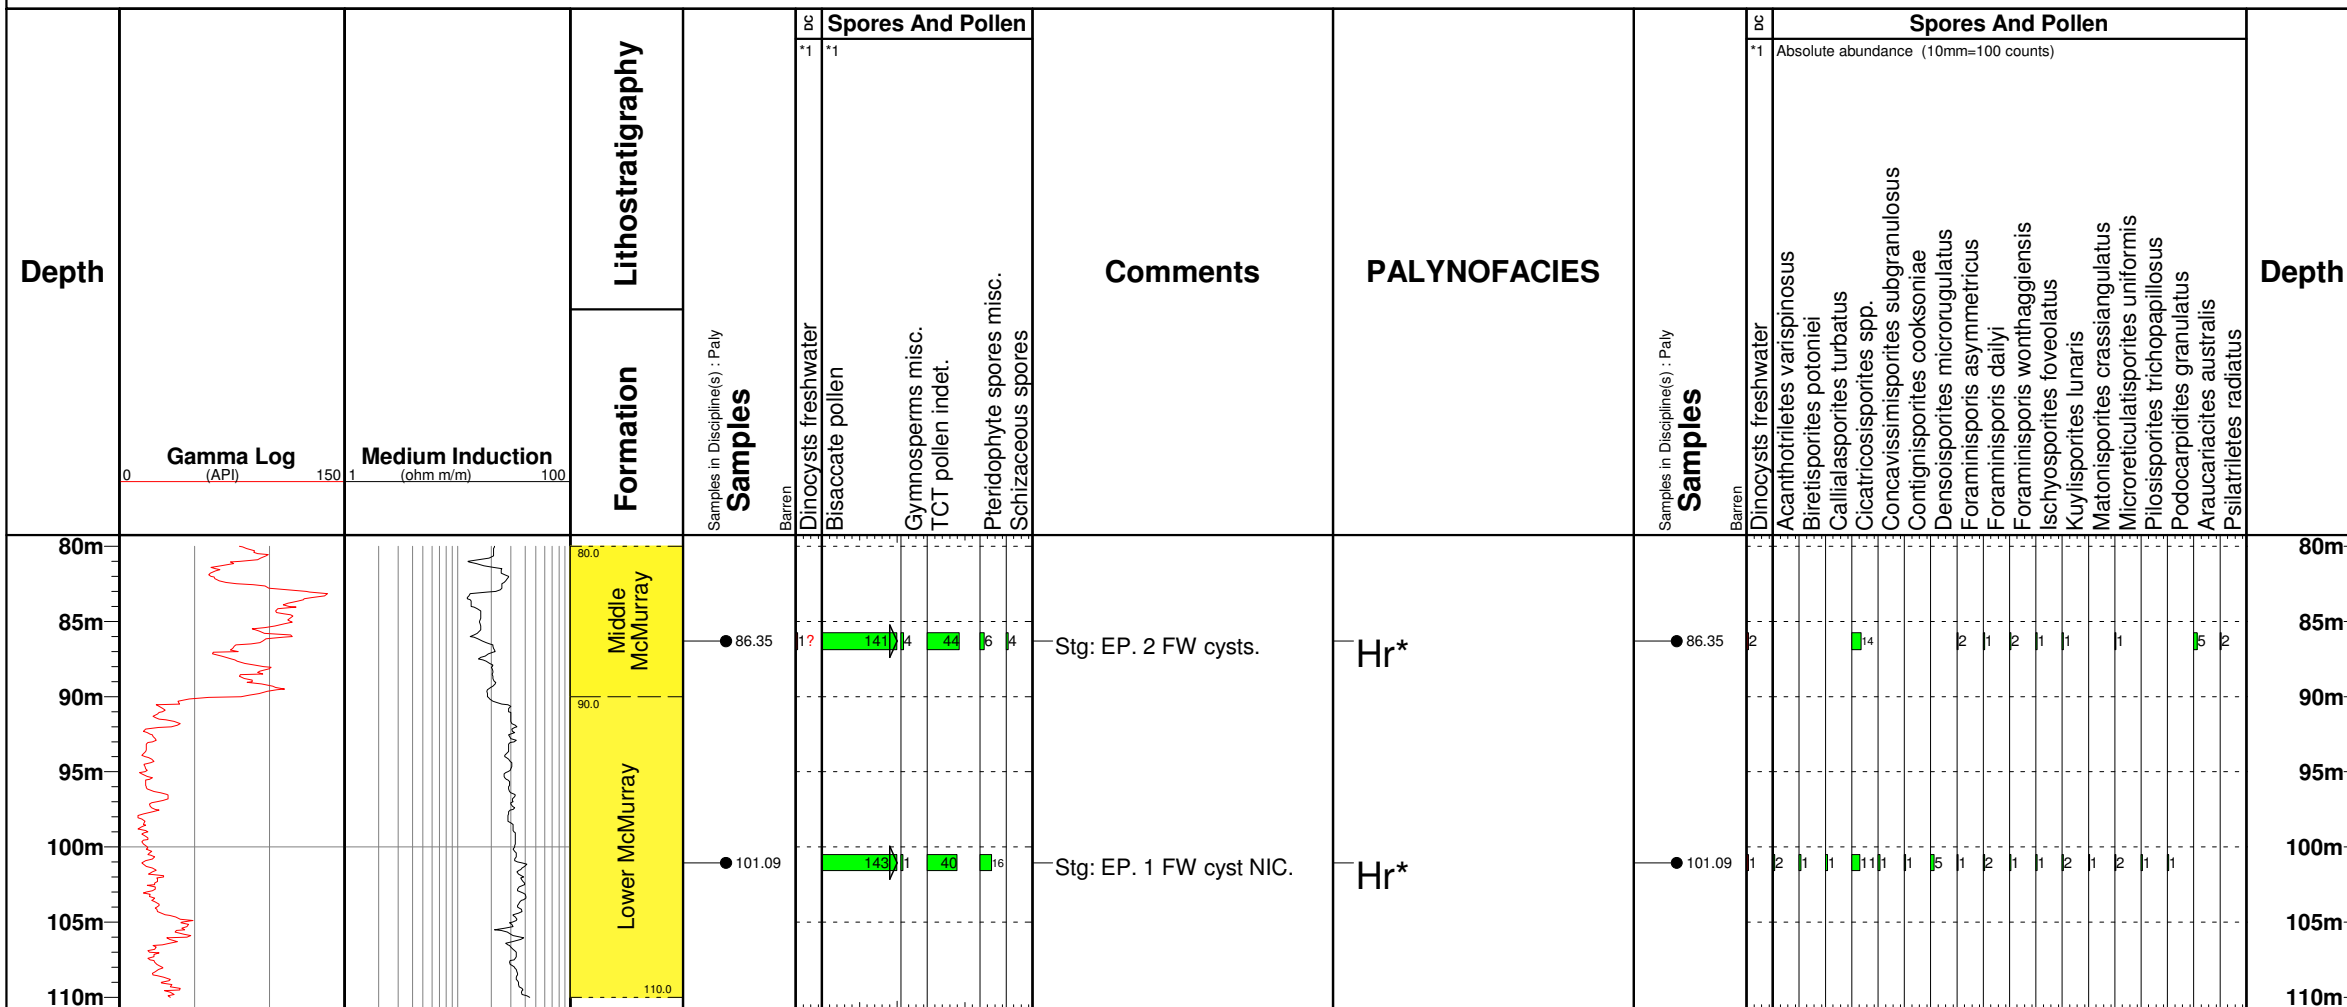 DC
Spores And Pollen
DC
Spores And Pollen
*1
*1
*1
Absolute abundance (10mm=100 counts)
Depth
Gamma Log
0
(API)
150
Medium Induction
1
(ohm m/m)
100
Lithostratigraphy
Formation
Samples in Discipline(s) : Paly
Samples
Barren
Dinocysts freshwater
Bisaccate pollen
Gymnosperms misc.
TCT pollen indet.
Pteridophyte spores misc.
Schizaceous spores
Comments
PALYNOFACIES
Samples in Discipline(s) : Paly
Samples
Barren
Dinocysts freshwater
Acanthotriletes varispinosus
Biretisporites potoniei
Callialasporites turbatus
Cicatricosisporites spp.
Concavissimisporites subgranulosus
Contignisporites cooksoniae
Densoisporites microrugulatus
Foraminisporis asymmetricus
Foraminisporis dailyi
Foraminisporis wonthaggiensis
Ischyosporites foveolatus
Kuylisporites lunaris
Matonisporites crassiangulatus
Microreticulatisporites uniformis
Pilosisporites trichopapillosus
Podocarpidites granulatus
Araucariacites australis
Psilatriletes radiatus
Depth
80m
80.0
80m
Middle
McMurray
85m
85m
86.35
1?
141
4
44
6
4
Stg: EP. 2 FW cysts.
Hr*
86.35
2
14
2
1
2
1
1
1
5
2
90m
90.0
90m
95m
95m
Lower McMurray
100m
100m
101.09
143
1
40
16
Stg: EP. 1 FW cyst NIC.
Hr*
101.09
1
2
1
1
11
1
1
5
1
2
1
1
2
1
2
1
1
105m
105m
110m
110.0
110m